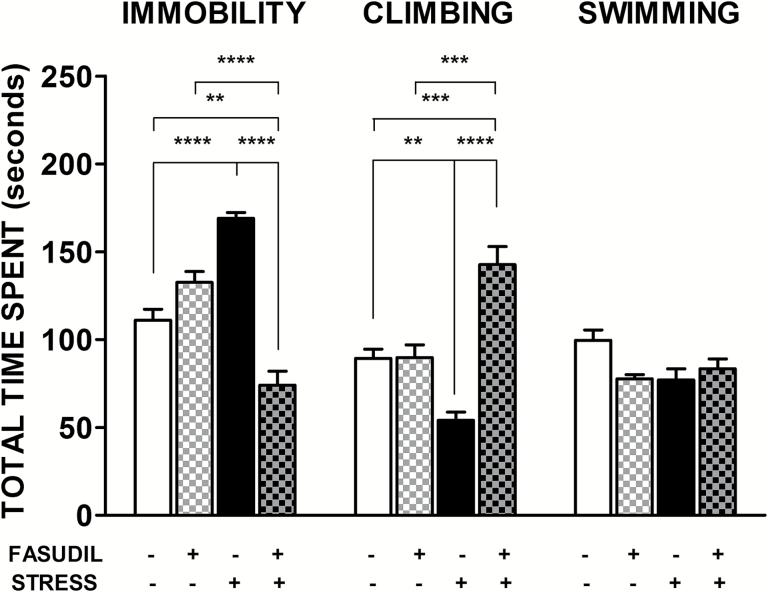 IMMOBILITY CLIMBING SWIMMING
TOTAL TIME SPENT (seconds)
250
200
150
100
50
0
**** ***
** ***
**** **** ** ****
FASUDIL - + - + - + - + - + - +
STRESS - - + + - - + + - - + +